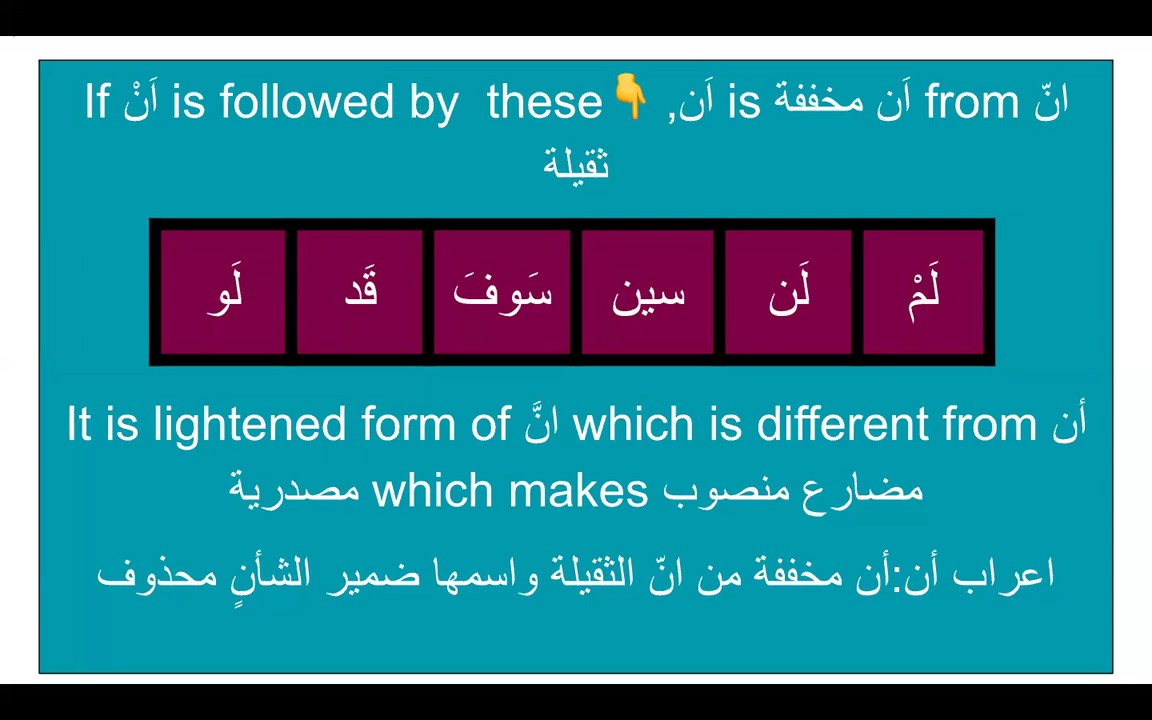 If اَنْ is followed by these👇 ,اَن is اَن مخففة from انّ
ثقيلة
لَمْ لَن سين سَوفَ قَد لَو
It is lightened form of انَّ which is different from أن
مصدرية which makes مضارع منصوب
اعراب أن:أن مخففة من انّ الثقيلة واسمها ضمير الشأنٍ محذوف